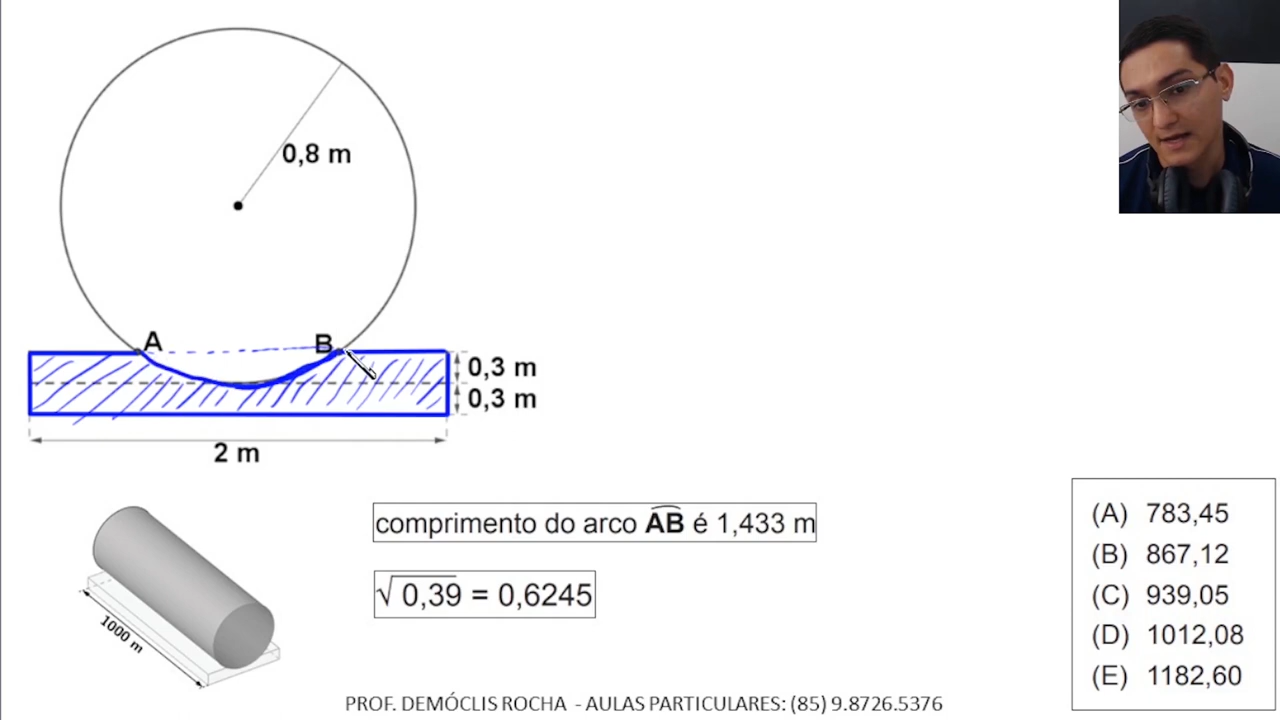 0,8 m
A
B
0,3 m
0,3 m
2 m
1000 m
comprimento do arco AB é 1,433 m
√0,39 = 0,6245
(A) 783,45
(B) 867,12
(C) 939,05
(D) 1012,08
(E) 1182,60
PROF. DEMÓCLIS ROCHA - AULAS PARTICULARES: (85) 9.8726.5376